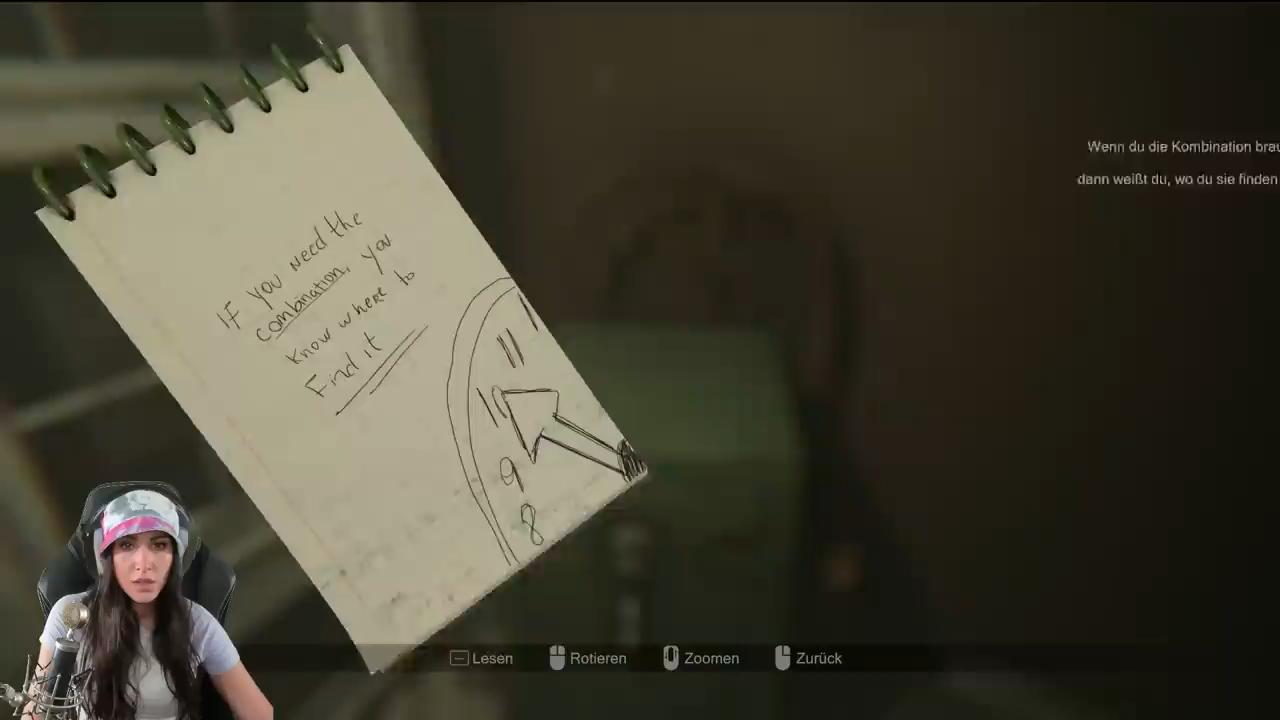 If you need the
combination, you
know where to
Find it
11
10
9
8
Wenn du die Kombination
dann weißt du, wo du sie finden
Lesen
Rotieren
Zoomen
Zurück